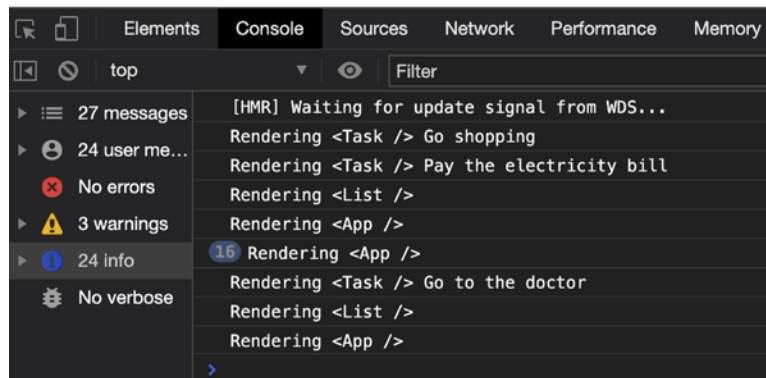 Elements Console Sources Network Performance Memory
top Filter
27 messages
24 user me...
No errors
3 warnings
24 info
No verbose
[HMR] Waiting for update signal from WDS...
Rendering <Task /> Go shopping
Rendering <Task /> Pay the electricity bill
Rendering <List />
Rendering <App />
16 Rendering <App />
Rendering <Task /> Go to the doctor
Rendering <List />
Rendering <App />